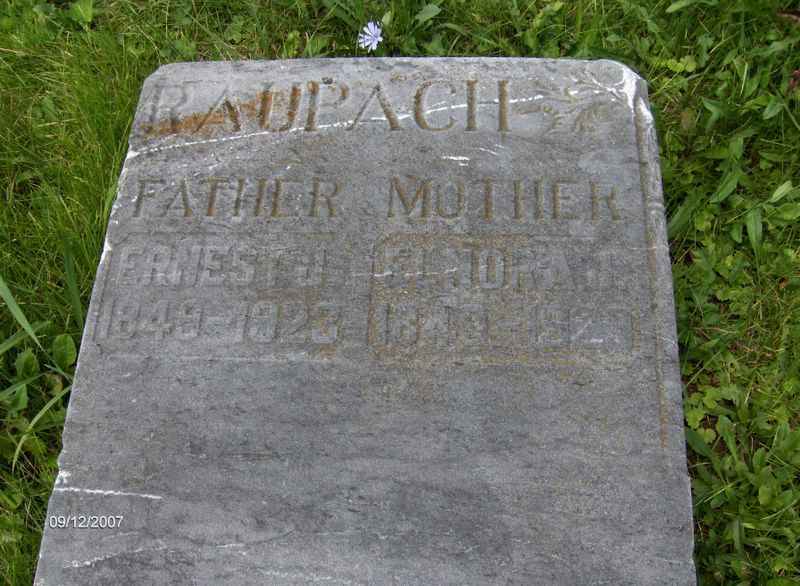 RAUPACH
FATHER MOTHER
ERNEST J.
1849-1923
09/12/2007